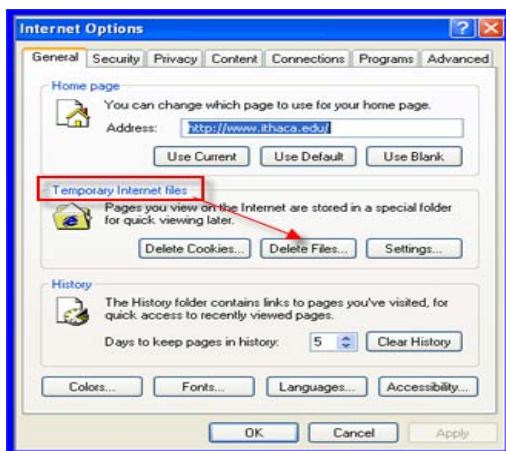 Internet Options
General Security Privacy Content Connections Programs Advanced
Home page
You can change which page to use for your home page.
Address: http://www.ithaca.edu/
Use Current Use Default Use Blank
Temporary Internet files
Pages you view on the Internet are stored in a special folder
for quick viewing later.
Delete Cookies... Delete Files... Settings...
History
The History folder contains links to pages you've visited, for
quick access to recently viewed pages.
Days to keep pages in history: 5 Clear History
Colors... Fonts... Languages... Accessibility...
OK Cancel Apply